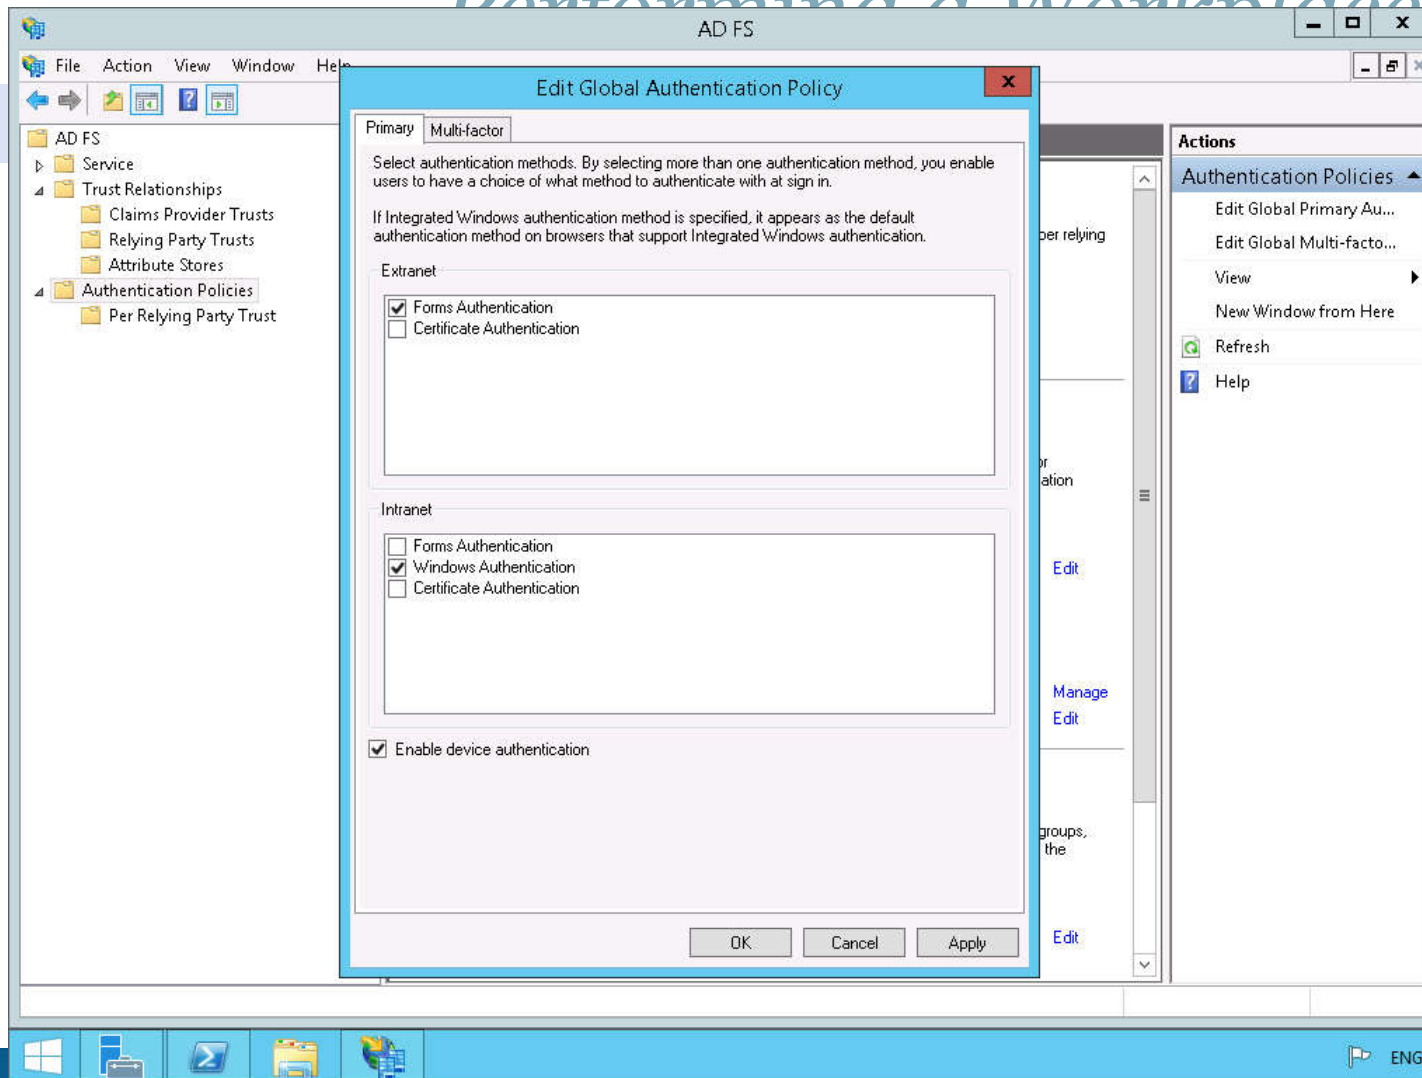 Performing a Workplace
AD FS
File Action View Window Help
AD FS
Service
Trust Relationships
Claims Provider Trusts
Relying Party Trusts
Attribute Stores
Authentication Policies
Per Relying Party Trust
Edit Global Authentication Policy
Primary
Multi-factor
Select authentication methods. By selecting more than one authentication method, you enable
users to have a choice of what method to authenticate with at sign in.
If Integrated Windows authentication method is specified, it appears as the default
authentication method on browsers that support Integrated Windows authentication.
Extranet
Forms Authentication
Certificate Authentication
Intranet
Forms Authentication
Windows Authentication
Certificate Authentication
Enable device authentication
OK
Cancel
Apply
per relying
or
ation
Edit
Manage
Edit
groups,
the
Edit
Actions
Authentication Policies
Edit Global Primary Au...
Edit Global Multi-facto...
View
New Window from Here
Refresh
Help
ENG